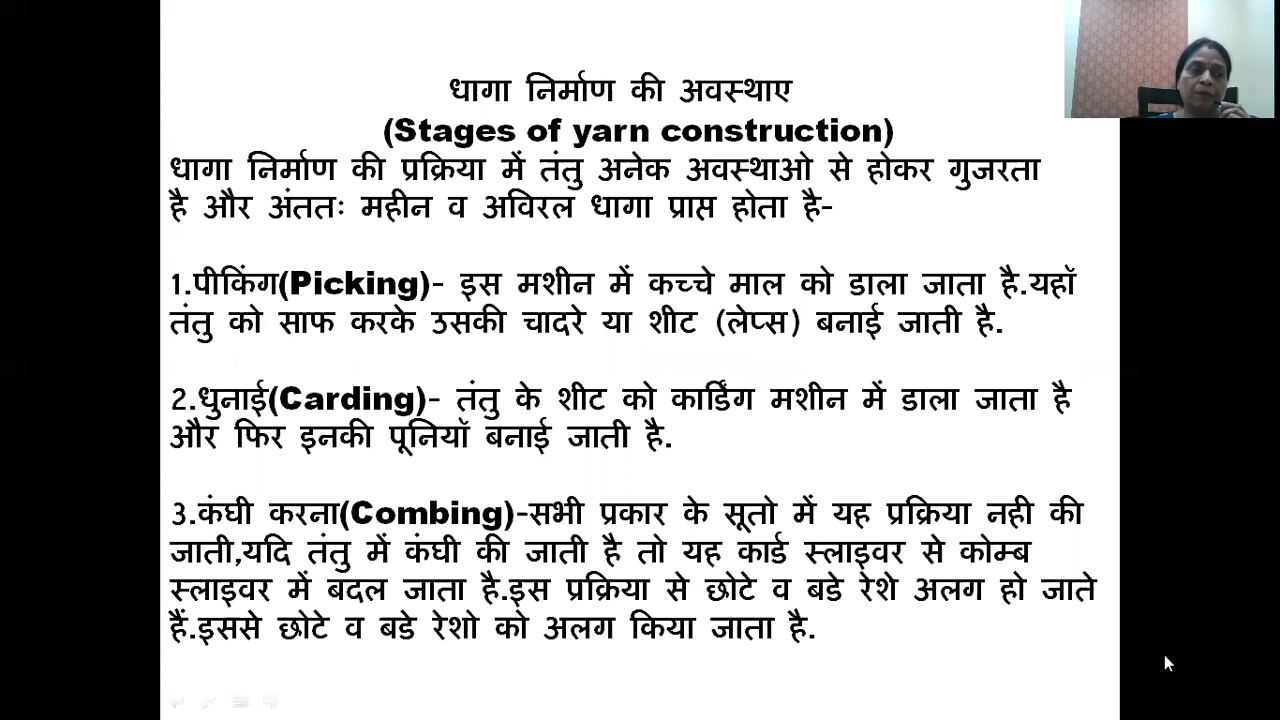 धागा निर्माण की अवस्थाए
(Stages of yarn construction)
धागा निर्माण की प्रक्रिया में तंतु अनेक अवस्थाओ से होकर गुजरता
है और अंततः महीन व अविरल धागा प्राप्त होता है-
1.पीकिंग(Picking)- इस मशीन में कच्चे माल को डाला जाता है.यहाॅ
तंतु को साफ करके उसकी चादरे या शीट (लेप्स) बनाई जाती है.
2.धुनाई(Carding)- तंतु के शीट को कार्डिंग मशीन में डाला जाता है
और फिर इनकी पूनियाॅ बनाई जाती है.
3.कंघी करना(Combing)-सभी प्रकार के सूतो में यह प्रक्रिया नही की
जाती,यदि तंतु में कंघी की जाती है तो यह कार्ड स्लाइवर से कोम्ब
स्लाइवर में बदल जाता है.इस प्रक्रिया से छोटे व बडे रेशे अलग हो जाते
हैं.इससे छोटे व बडे रेशो को अलग किया जाता है.